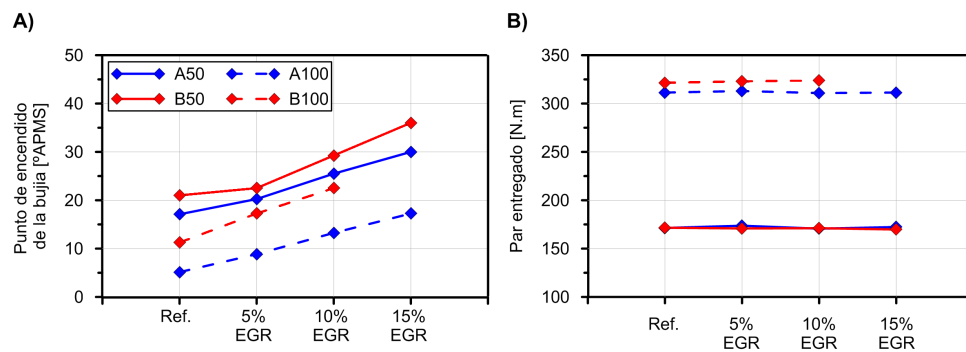 A)
Punto de encendido
de la bujia [ºAPMS]
50
40
30
20
10
0
A50
A100
B50
B100
Ref.
5%
EGR
10%
EGR
15%
EGR
B)
Par entregado [N.m]
350
300
250
200
150
100
Ref.
5%
EGR
10%
EGR
15%
EGR